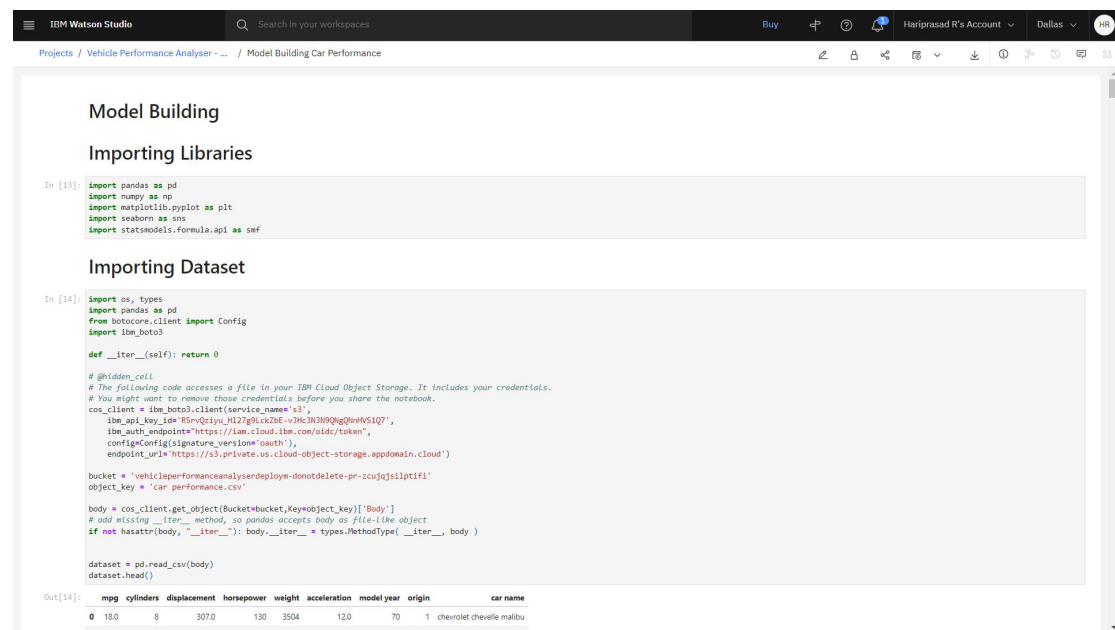 IBM Watson Studio
Search in your workspaces
Buy
1
Hariprasad R's Account
Dallas
HR
Projects / Vehicle Performance Analyser - ... / Model Building Car Performance
Model Building
Importing Libraries
In [13]: import pandas as pd
import numpy as np
import matplotlib.pyplot as plt
import seaborn as sns
import statsmodels.formula.api as smf
Importing Dataset
In [14]: import os, types
import pandas as pd
from botocore.client import Config
import ibm_boto3
def __iter__(self): return 0
# @hidden_cell
# The following code accesses a file in your IBM Cloud Object Storage. It includes your credentials.
# You might want to remove those credentials before you share the notebook.
cos_client = ibm_boto3.client(service_name='s3',
ibm_api_key_id='R5rvQziyu_Hl27g9LckZbE-vJHc3NJN9QNgQNnHVS1Q7',
ibm_auth_endpoint="https://iam.cloud.ibm.com/oidc/token",
config=Config(signature_version='oauth'),
endpoint_url='https://s3.private.us.cloud-object-storage.appdomain.cloud')
bucket = 'vehicleperformanceanalyserdeploym-donotdelete-pr-zcujqjsilptifi'
object_key = 'car performance.csv'
body = cos_client.get_object(Bucket=bucket,Key=object_key)['Body']
# add missing __iter__ method, so pandas accepts body as file-like object
if not hasattr(body, "__iter__"): body.__iter__ = types.MethodType( __iter__, body )
dataset = pd.read_csv(body)
dataset.head()
Out[14]: mpg cylinders displacement horsepower weight acceleration model year origin car name
0 18.0 8 307.0 130 3504 12.0 70 1 chevrolet chevelle malibu